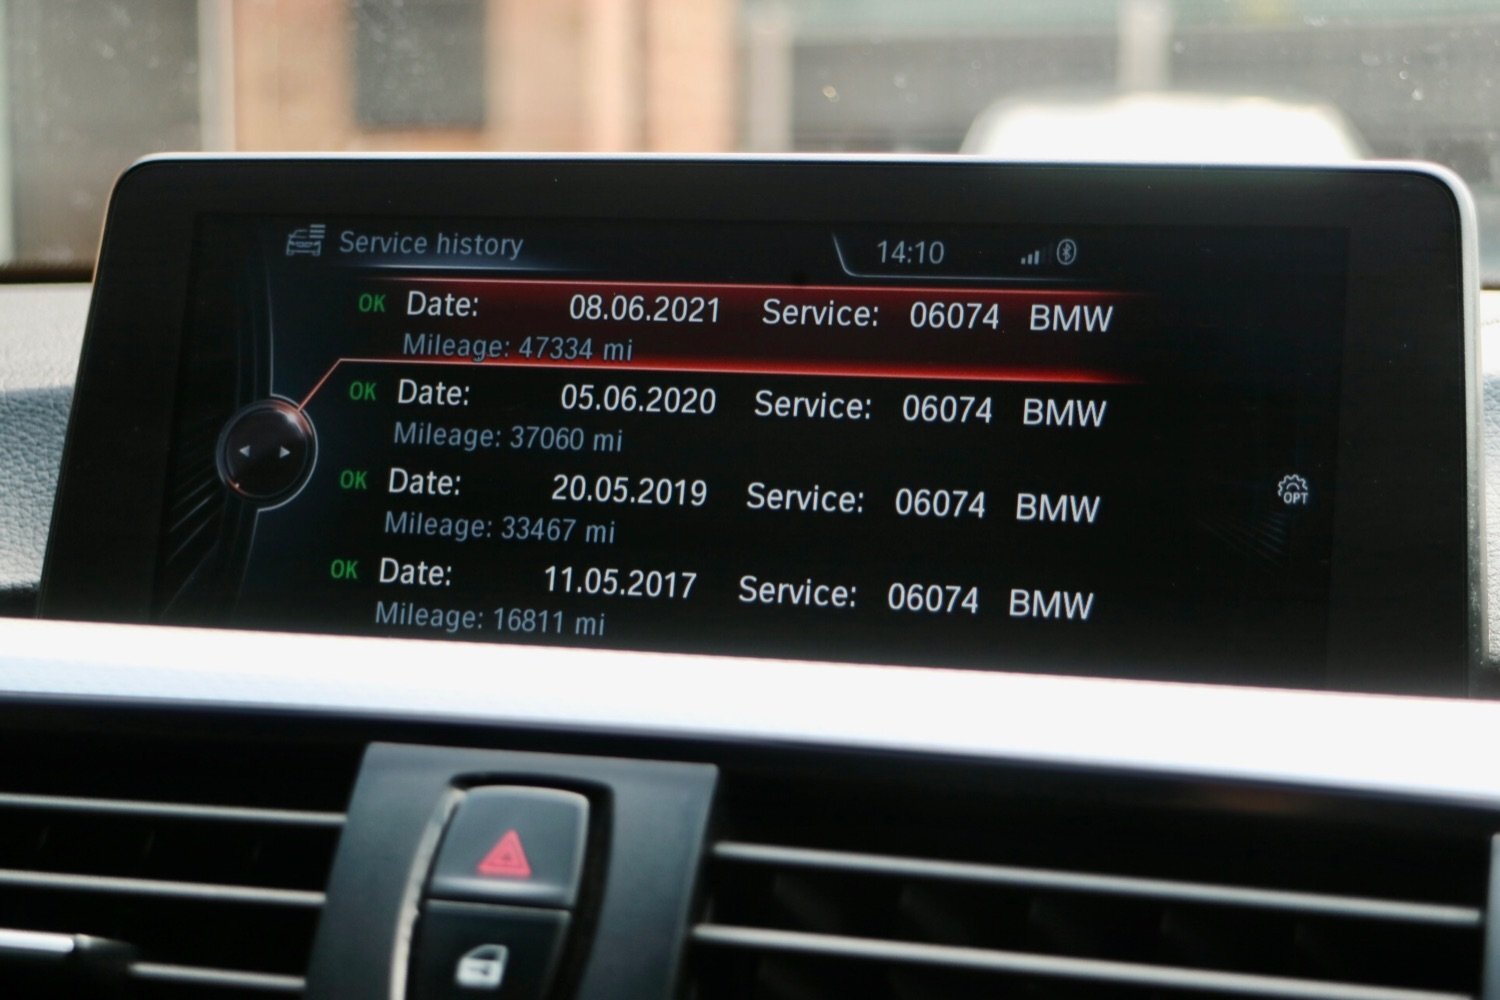 Service history 14:10
OK Date: 08.06.2021 Service: 06074 BMW
Mileage: 47334 mi
OK Date: 05.06.2020 Service: 06074 BMW
Mileage: 37060 mi
OK Date: 20.05.2019 Service: 06074 BMW
Mileage: 33467 mi
OK Date: 11.05.2017 Service: 06074 BMW
Mileage: 16811 mi
OPT